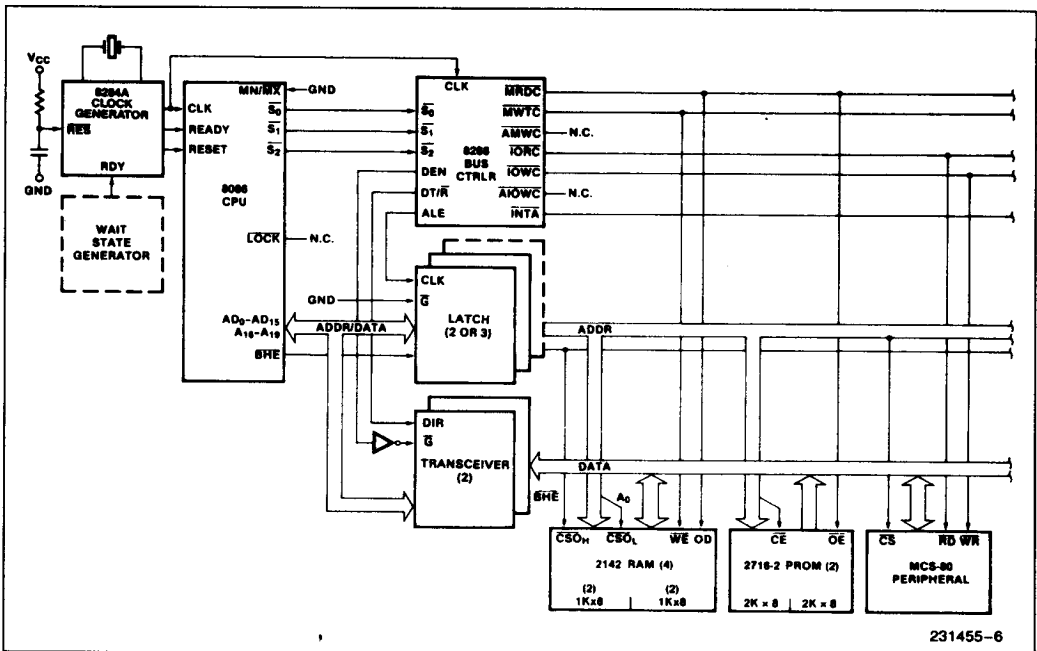 VCC
8284A
CLOCK
GENERATOR
RES
RDY
GND
WAIT
STATE
GENERATOR
CLK
READY
RESET
MN/MX
GND
S0
S1
S2
8086
CPU
LOCK
N.C.
AD0-AD15
A16-A19
BHE
ADDR/DATA
CLK
S0
S1
S2
DEN
DT/R
ALE
8288
BUS
CTRLR
MRDC
MWTC
AMWC
N.C.
IORC
IOWC
AIOWC
N.C.
INTA
CLK
GND
G
LATCH
(2 OR 3)
ADDR
DIR
G
TRANSCEIVER
(2)
DATA
BHE
A0
CSOH
CSOL
WE
OD
2142 RAM (4)
(2)
1K×8
(2)
1K×8
CE
OE
2716-2 PROM (2)
2K × 8
2K × 8
CS
RD
WR
MCS-80
PERIPHERAL
231455-6